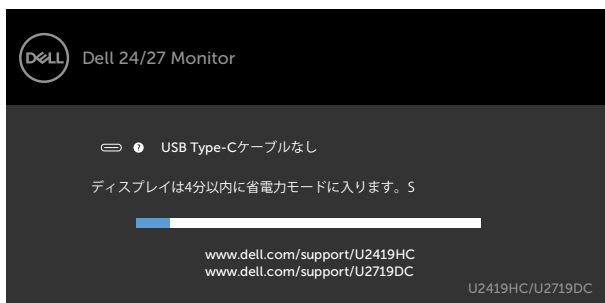 DELL
Dell 24/27 Monitor
? USB Type-Cケーブルなし
ディスプレイは4分以内に省電力モードに入ります。S
www.dell.com/support/U2419HC
www.dell.com/support/U2719DC
U2419HC/U2719DC